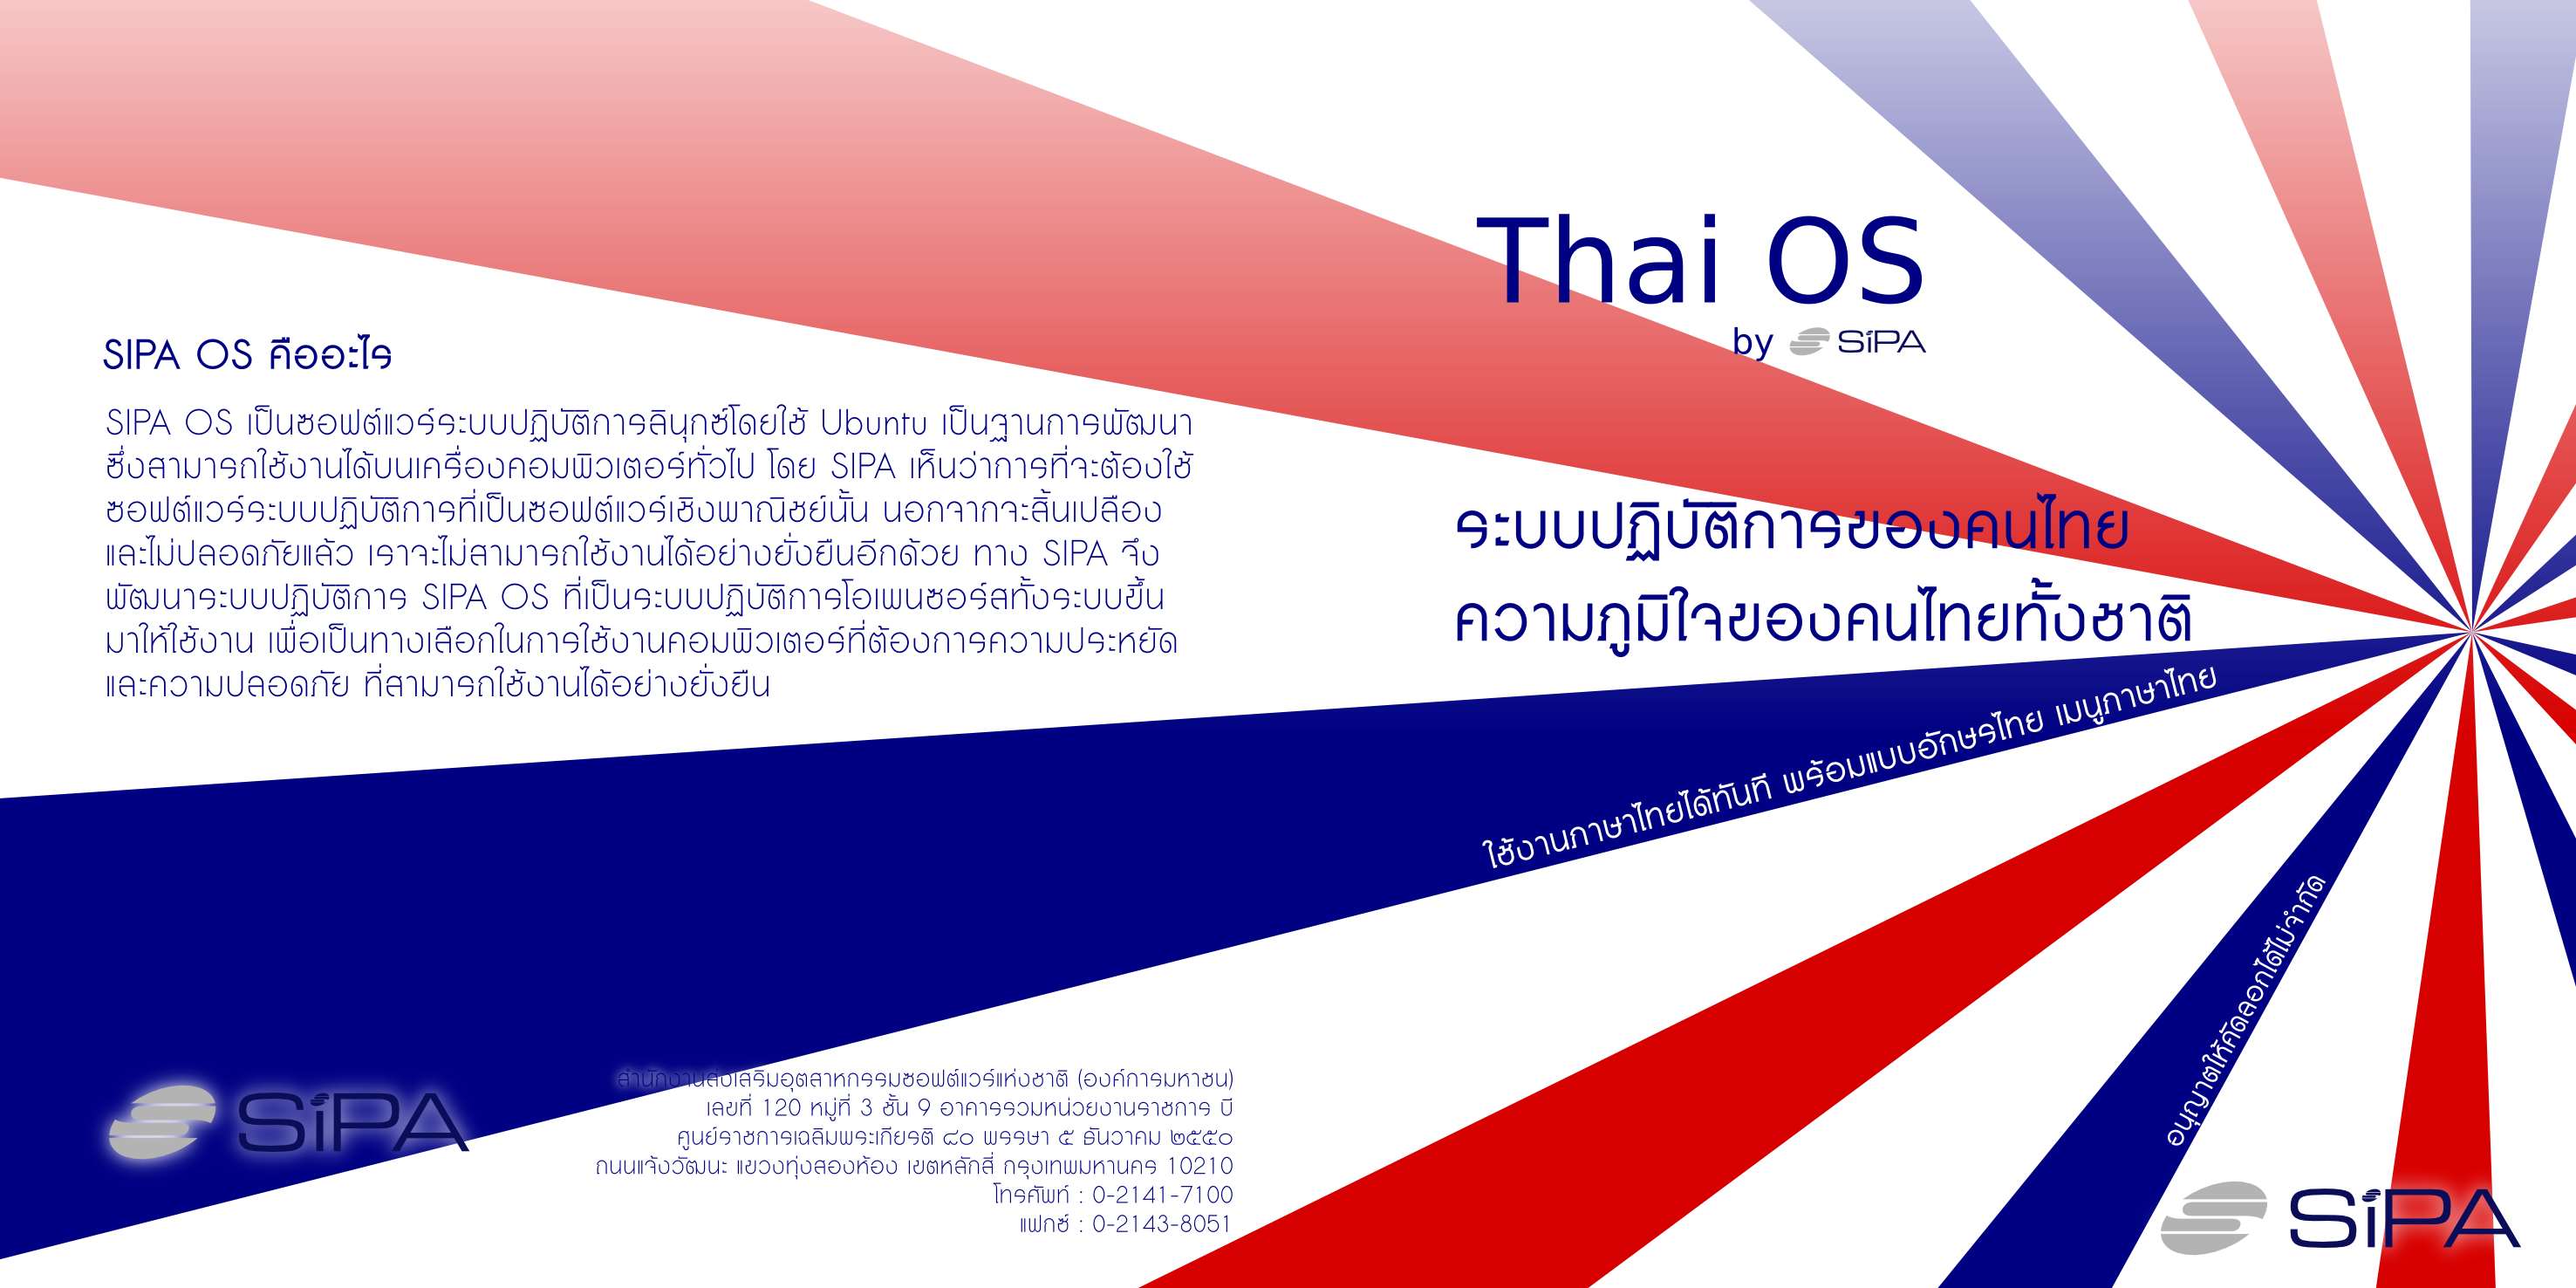 SIPA OS คืออะไร
SIPA OS เป็นซอฟต์แวร์ระบบปฏิบัติการลินุกซ์โดยใช้ Ubuntu เป็นฐานการพัฒนา
ซึ่งสามารถใช้งานได้บนเครื่องคอมพิวเตอร์ทั่วไป โดย SIPA เห็นว่าการที่จะต้องใช้
ซอฟต์แวร์ระบบปฏิบัติการที่เป็นซอฟต์แวร์เชิงพาณิชย์นั้น นอกจากจะสิ้นเปลือง
และไม่ปลอดภัยแล้ว เราจะไม่สามารถใช้งานได้อย่างยั่งยืนอีกด้วย ทาง SIPA จึง
พัฒนาระบบปฏิบัติการ SIPA OS ที่เป็นระบบปฏิบัติการโอเพนซอร์สทั้งระบบขึ้น
มาให้ใช้งาน เพื่อเป็นทางเลือกในการใช้งานคอมพิวเตอร์ที่ต้องการความประหยัด
และความปลอดภัย ที่สามารถใช้งานได้อย่างยั่งยืน
SiPA
สำนักงานส่งเสริมอุตสาหกรรมซอฟต์แวร์แห่งชาติ (องค์การมหาชน)
เลขที่ 120 หมู่ที่ 3 ชั้น 9 อาคารรวมหน่วยงานราชการ บี
ศูนย์ราชการเฉลิมพระเกียรติ ๘๐ พรรษา ๕ ธันวาคม ๒๕๕๐
ถนนแจ้งวัฒนะ แขวงทุ่งสองห้อง เขตหลักสี่ กรุงเทพมหานคร 10210
โทรศัพท์ : 0-2141-7100
แฟกซ์ : 0-2143-8051
Thai OS
by SiPA
ระบบปฏิบัติการของคนไทย
ความภูมิใจของคนไทยทั้งชาติ
ใช้งานภาษาไทยได้ทันที พร้อมแบบอักษรไทย เมนูภาษาไทย
อนุญาตให้คัดลอกได้ไม่จำกัด
SiPA